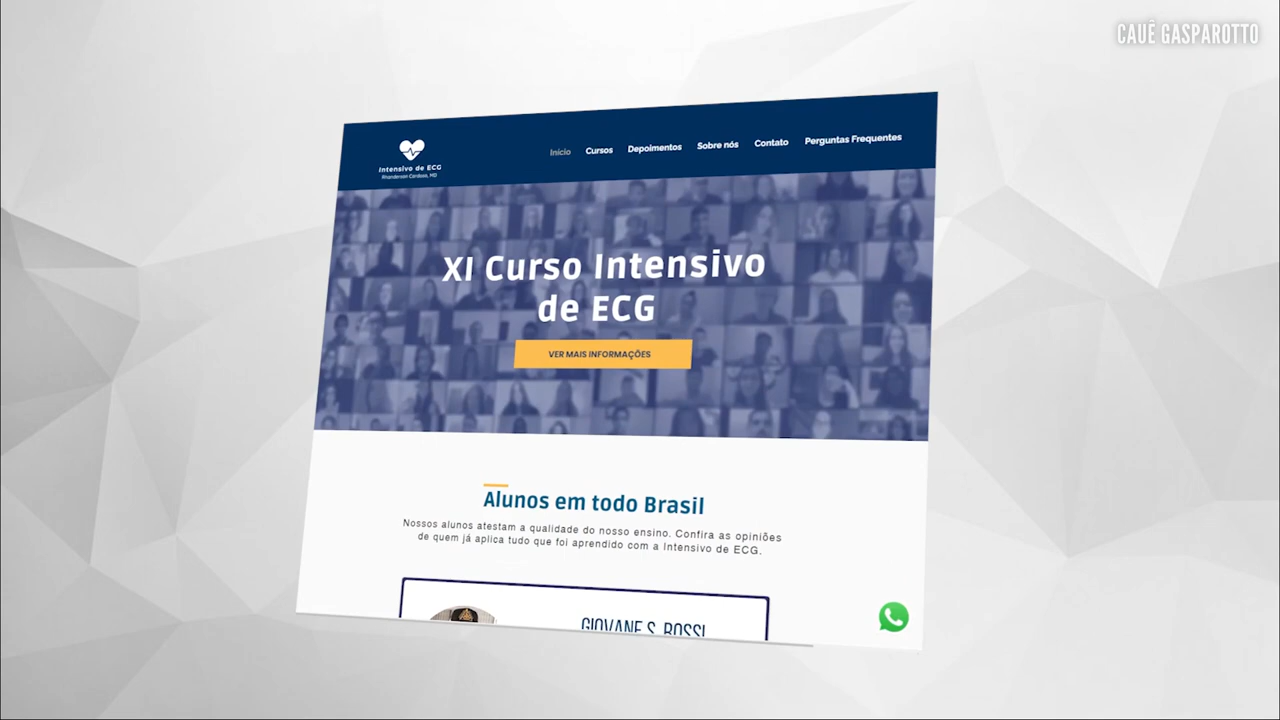 CAUÊ GASPAROTTO
Intensivo de ECG
Rhanderson Cardoso, MD
Início Cursos Depoimentos Sobre nós Contato Perguntas Frequentes
XI Curso Intensivo
de ECG
VER MAIS INFORMAÇÕES
Alunos em todo Brasil
Nossos alunos atestam a qualidade do nosso ensino. Confira as opiniões
de quem já aplica tudo que foi aprendido com a Intensivo de ECG.
GIOVANE S. ROSSI